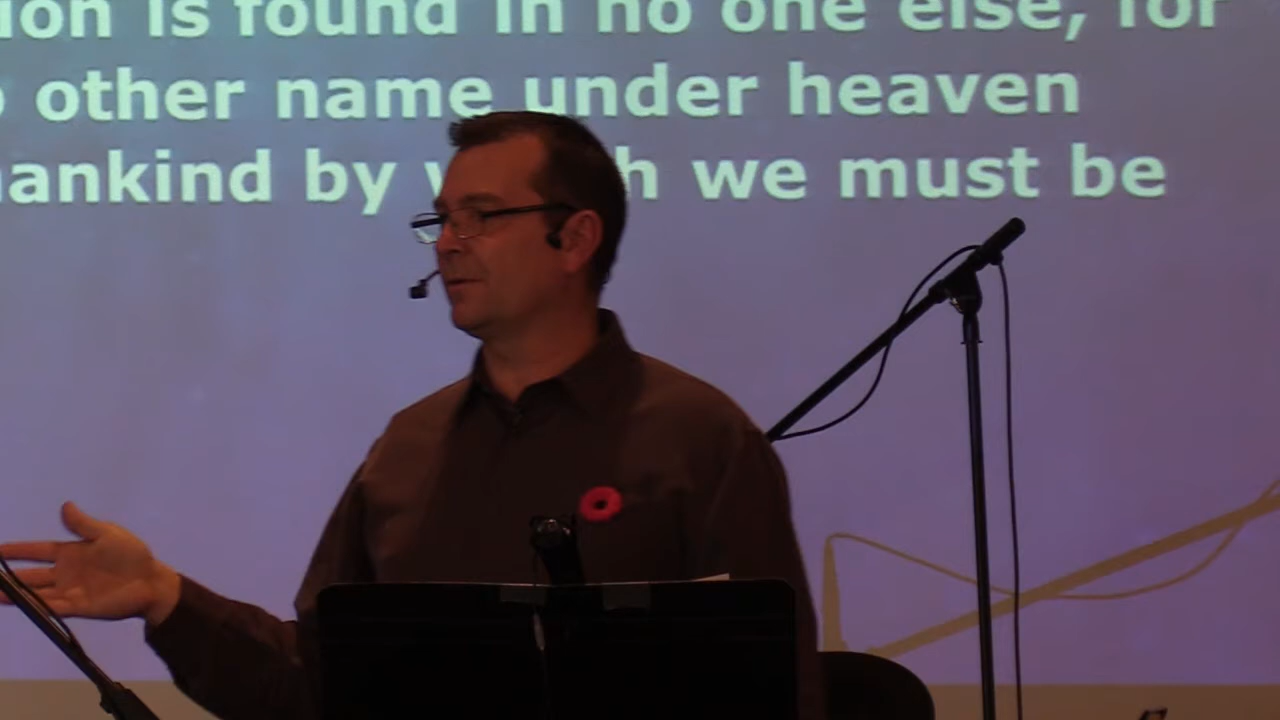 ion is found in no one else, for
other name under heaven
ankind by we must be